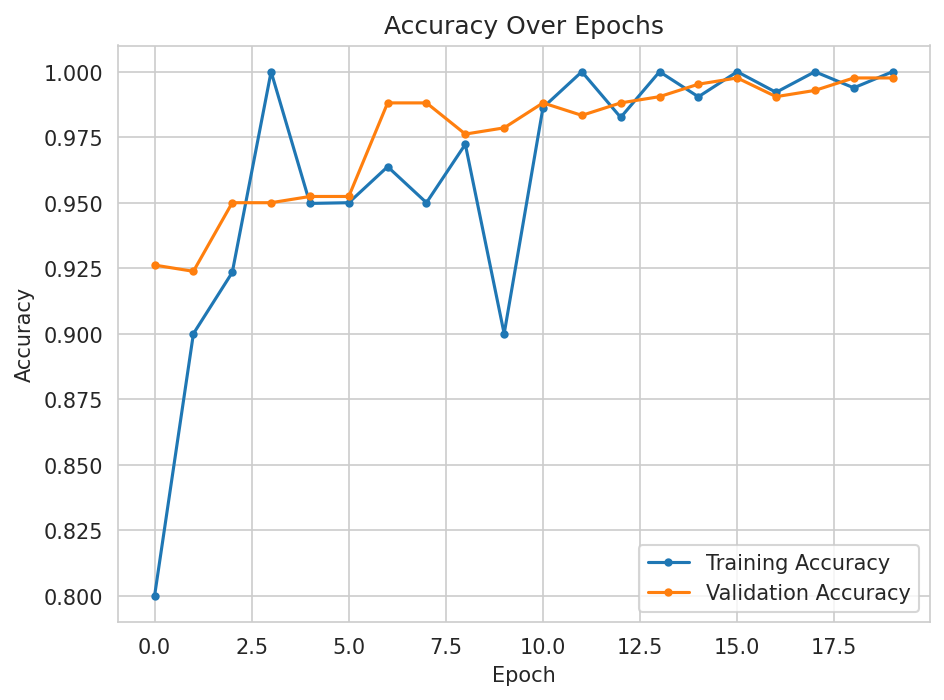 Accuracy Over Epochs
1.000
0.975
0.950
0.925
0.900
0.875
0.850
0.825
0.800
Accuracy
Training Accuracy
Validation Accuracy
0.0 2.5 5.0 7.5 10.0 12.5 15.0 17.5
Epoch